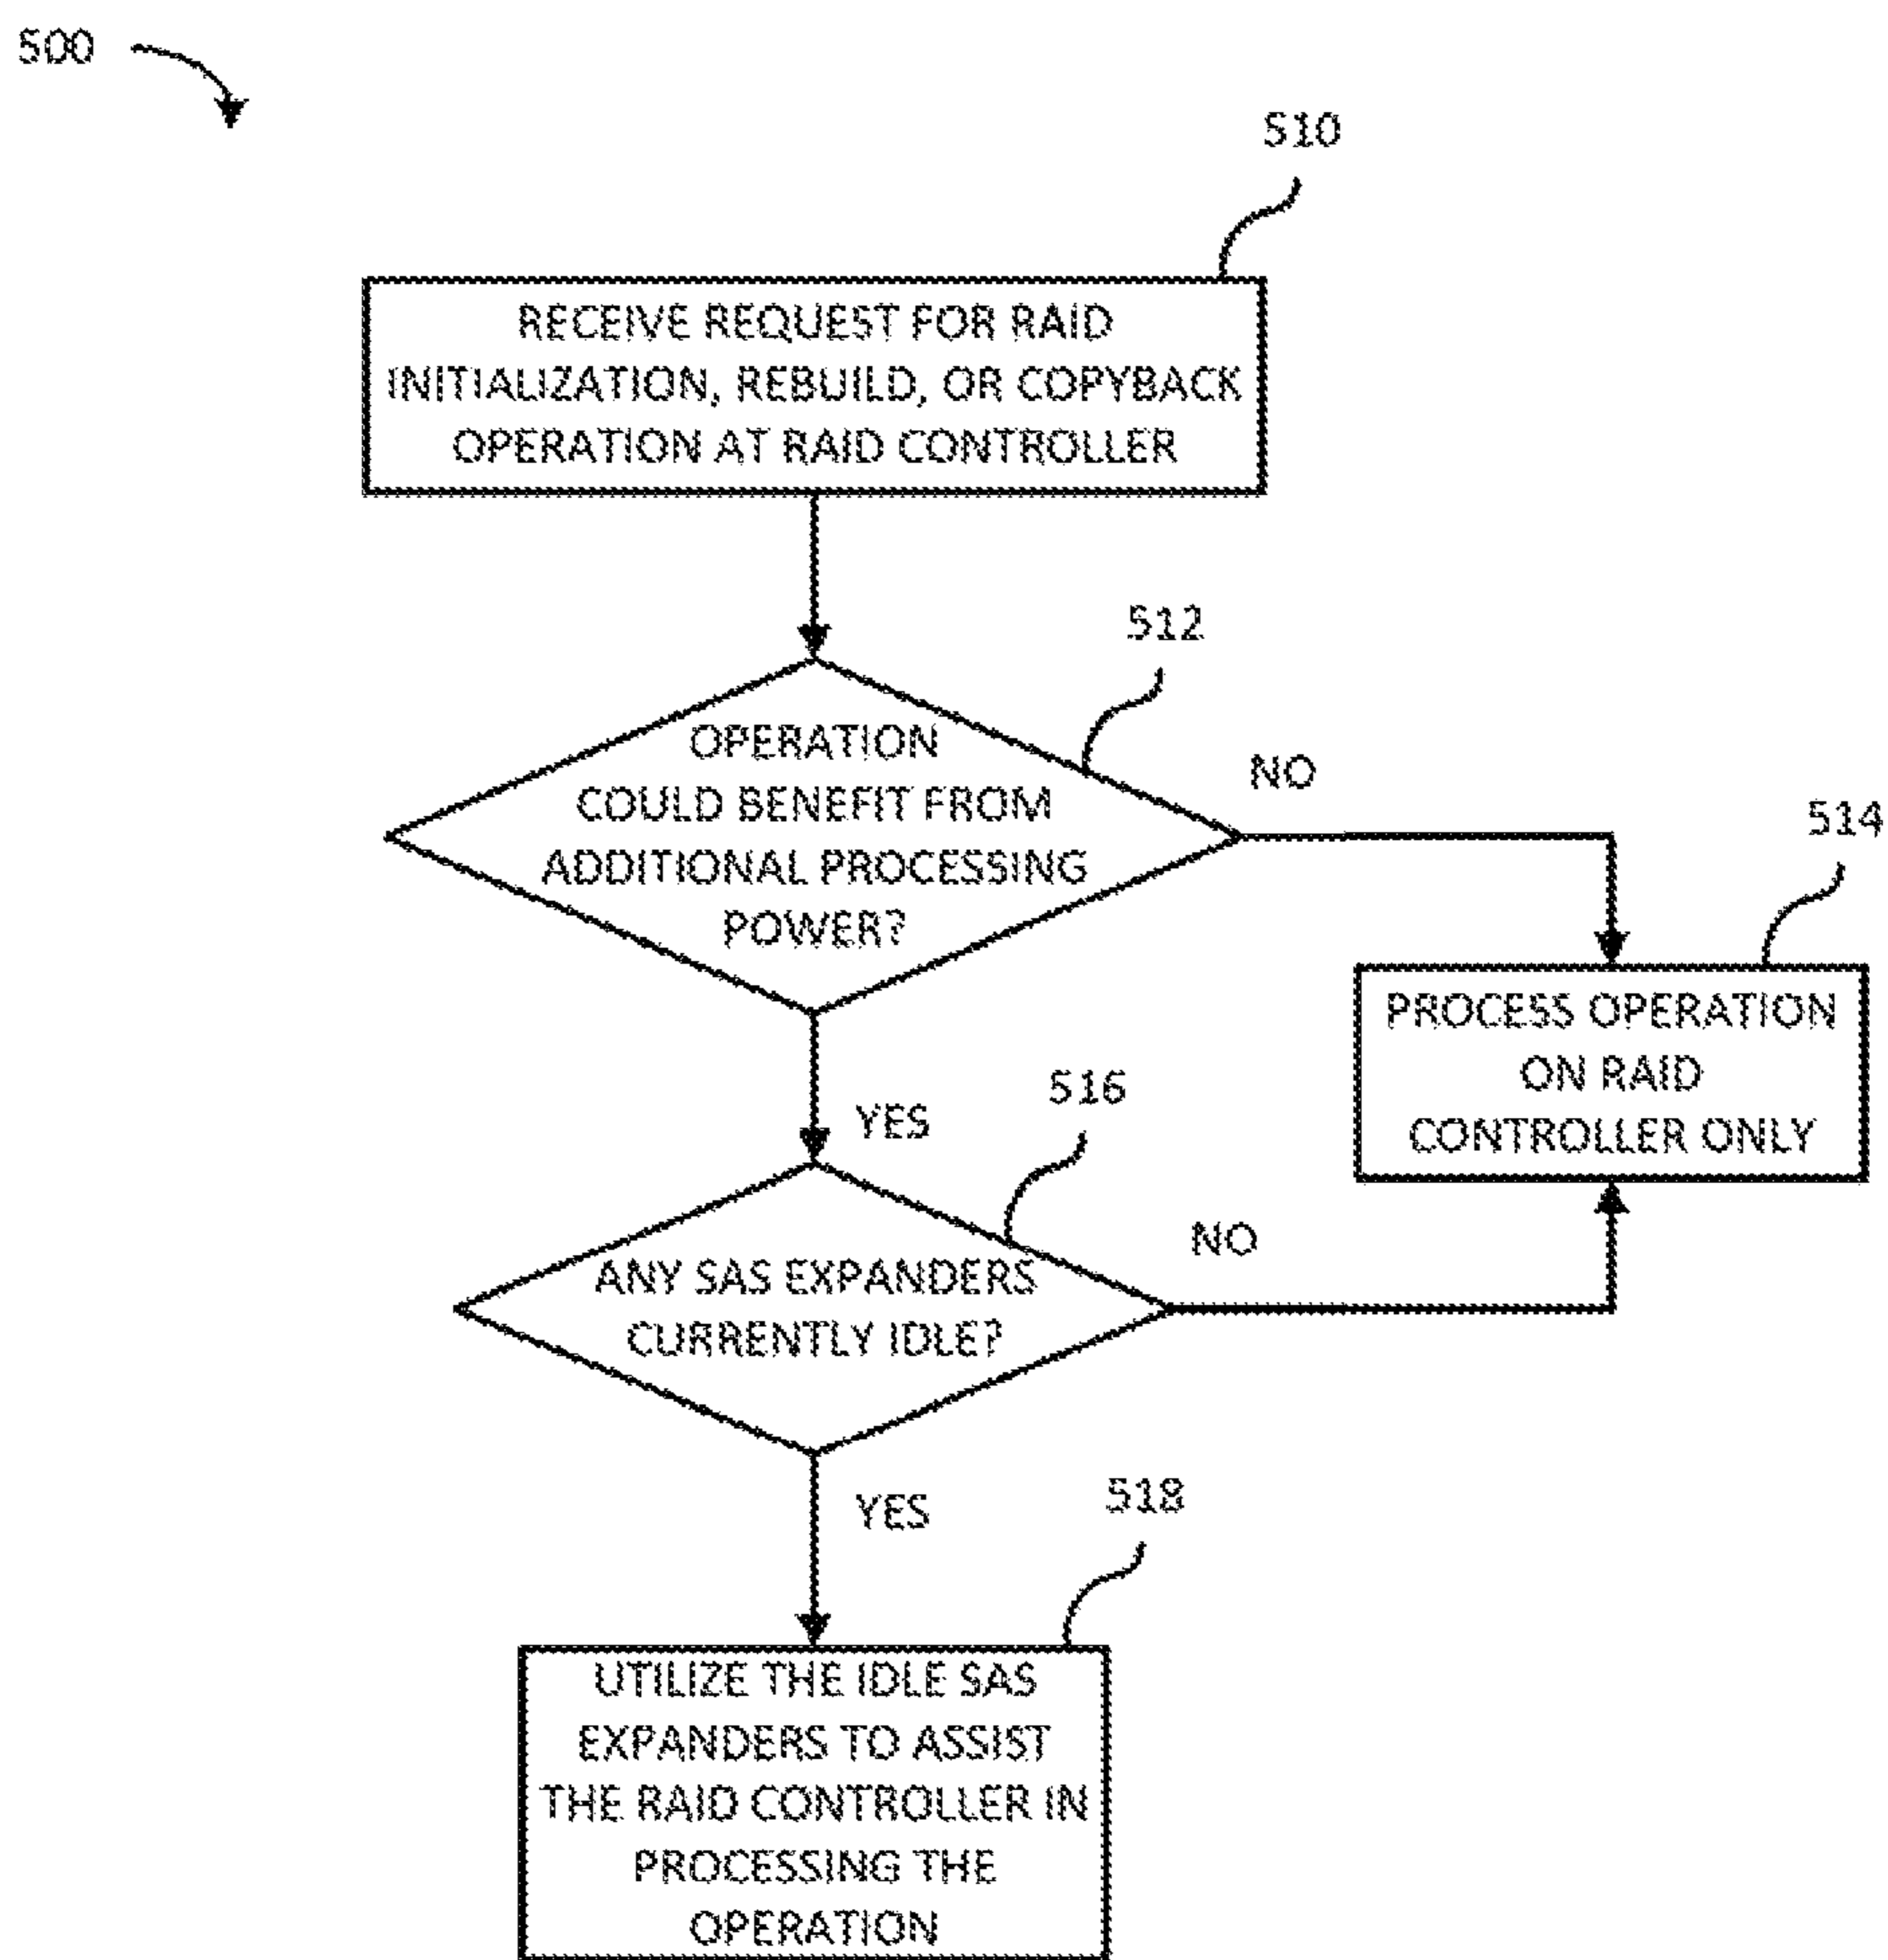 500
510
RECEIVE REQUEST FOR RAID
INITIALIZATION, REBUILD, OR COPYBACK
OPERATION AT RAID CONTROLLER
512
OPERATION
COULD BENEFIT FROM
ADDITIONAL PROCESSING
POWER?
NO
514
PROCESS OPERATION
ON RAID
CONTROLLER ONLY
YES
516
ANY SAS EXPANDERS
CURRENTLY IDLE?
NO
YES
518
UTILIZE THE IDLE SAS
EXPANDERS TO ASSIST
THE RAID CONTROLLER IN
PROCESSING THE
OPERATION